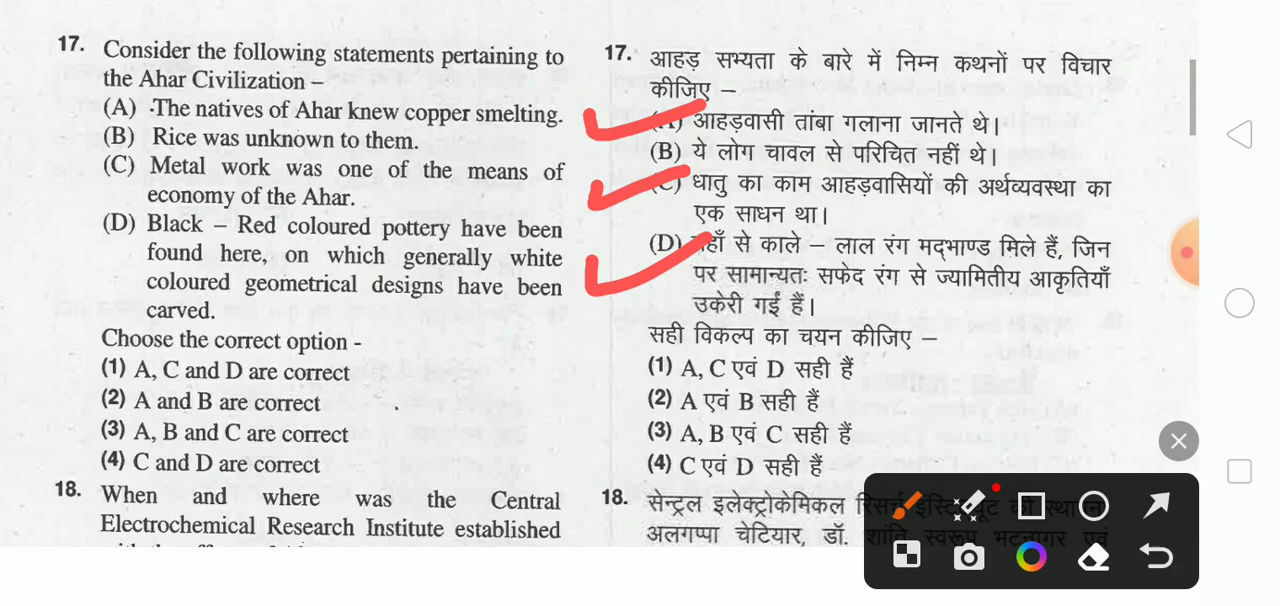 17. Consider the following statements pertaining to
the Ahar Civilization –
(A) The natives of Ahar knew copper smelting.
(B) Rice was unknown to them.
(C) Metal work was one of the means of
economy of the Ahar.
(D) Black – Red coloured pottery have been
found here, on which generally white
coloured geometrical designs have been
carved.
Choose the correct option -
(1) A, C and D are correct
(2) A and B are correct
(3) A, B and C are correct
(4) C and D are correct
18. When and where was the Central
Electrochemical Research Institute established
17. आहड़ सभ्यता के बारे में निम्न कथनों पर विचार
कीजिए –
(A) आहड़वासी तांबा गलाना जानते थे।
(B) ये लोग चावल से परिचित नहीं थे।
(C) धातु का काम आहड़वासियों की अर्थव्यवस्था का
एक साधन था।
(D) यहाँ से काले – लाल रंग मद्भाण्ड मिले हैं, जिन
पर सामान्यतः सफेद रंग से ज्यामितीय आकृतियाँ
उकेरी गईं हैं।
सही विकल्प का चयन कीजिए –
(1) A, C एवं D सही हैं
(2) A एवं B सही हैं
(3) A, B एवं C सही हैं
(4) C एवं D सही हैं
18. सेन्ट्रल इलेक्ट्रोकेमिकल रिसर्च इंस्टिट्यूट की
अलगप्पा चेटियार, डॉ. शांति स्वरूप भटनागर एवं